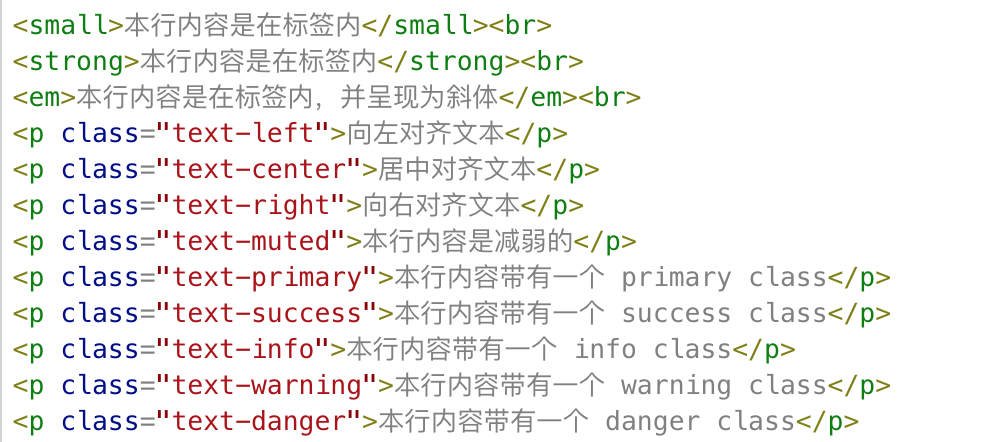 <small>本行内容是在标签内</small><br>
<strong>本行内容是在标签内</strong><br>
<em>本行内容是在标签内，并呈现为斜体</em><br>
<p class="text-left">向左对齐文本</p>
<p class="text-center">居中对齐文本</p>
<p class="text-right">向右对齐文本</p>
<p class="text-muted">本行内容是减弱的</p>
<p class="text-primary">本行内容带有一个 primary class</p>
<p class="text-success">本行内容带有一个 success class</p>
<p class="text-info">本行内容带有一个 info class</p>
<p class="text-warning">本行内容带有一个 warning class</p>
<p class="text-danger">本行内容带有一个 danger class</p>